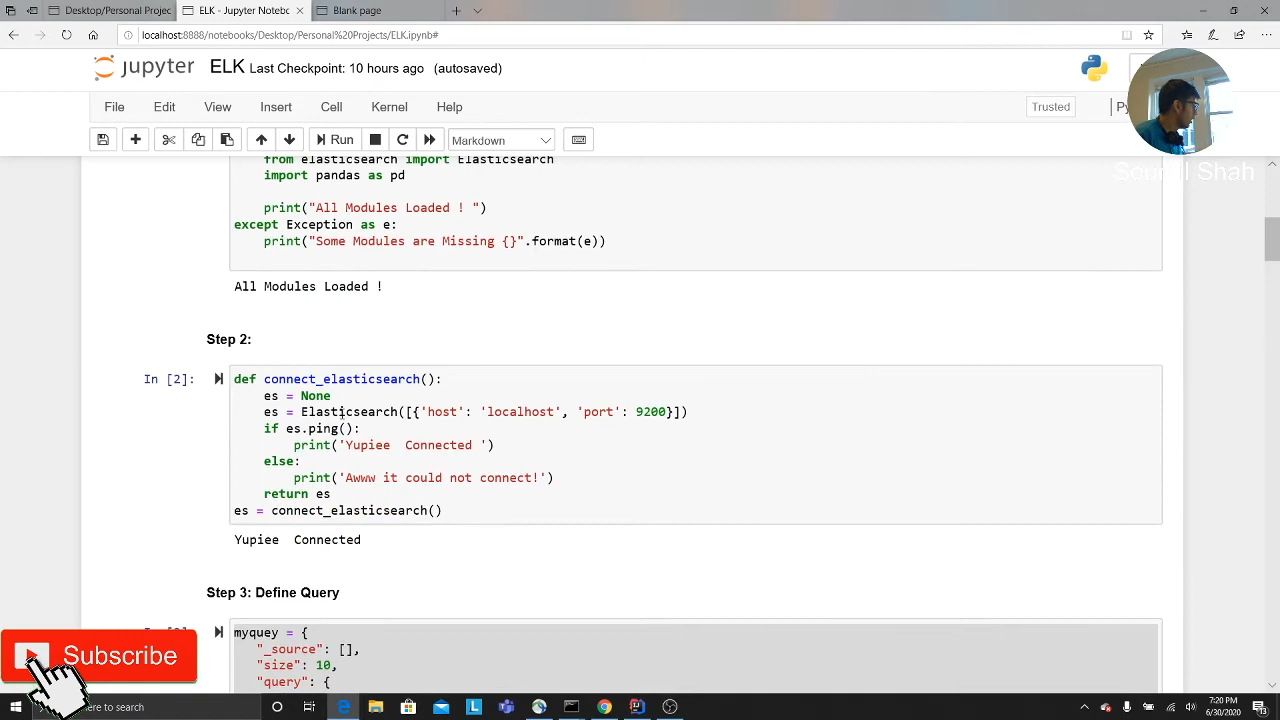 Desktop/Personal Projec
ELK - Jupyter Notebo
Blank page
localhost:8888/notebooks/Desktop/Personal%20Projects/ELK.ipynb#
jupyter ELK Last Checkpoint: 10 hours ago (autosaved)
File Edit View Insert Cell Kernel Help
Trusted
Run
Markdown
Shah
from elasticsearch import Elasticsearch
import pandas as pd
print("All Modules Loaded ! ")
except Exception as e:
print("Some Modules are Missing {}".format(e))
All Modules Loaded !
Step 2:
In [2]:
def connect_elasticsearch():
es = None
es = Elasticsearch([{'host': 'localhost', 'port': 9200}])
if es.ping():
print('Yupiee  Connected ')
else:
print('Awww it could not connect!')
return es
es = connect_elasticsearch()
Yupiee  Connected
Step 3: Define Query
myquey = {
"_source": [],
"size": 10,
"query": {
Subscribe
here to search
7:20 PM
6/30/2020